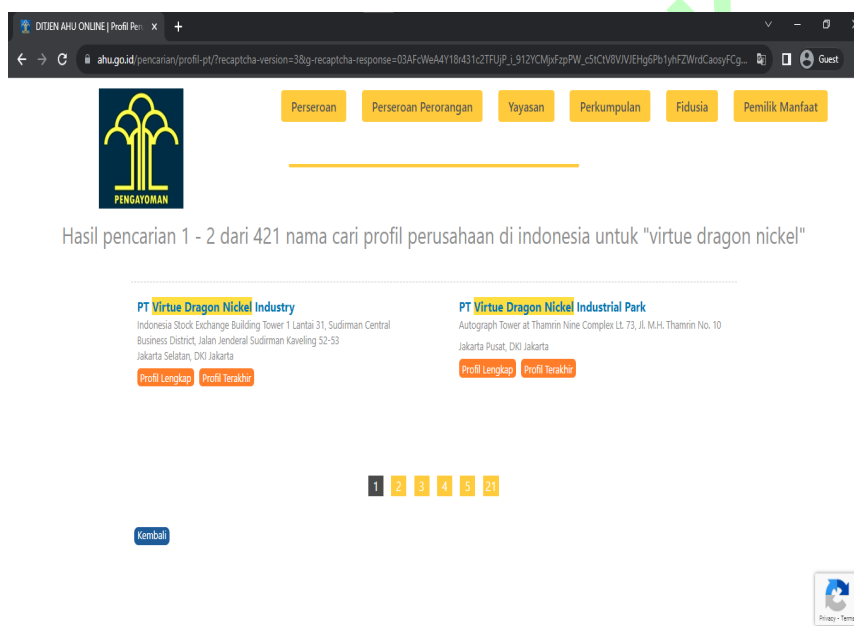 DITJEN AHU ONLINE | Profil Per
ahu.go.id/pencarian/profil-pt/?recaptcha-version=3&g-recaptcha-response=
Guest
Perseroan
Perseroan Perorangan
Yayasan
Perkumpulan
Fidusia
Pemilik Manfaat
PENGAYOMAN
Hasil pencarian 1 - 2 dari 421 nama cari profil perusahaan di indonesia untuk "virtue dragon nickel"
PT Virtue Dragon Nickel Industry
Indonesia Stock Exchange Building Tower 1 Lantai 31, Sudirman Central
Business District, Jalan Jenderal Sudirman Kaveling 52-53
Jakarta Selatan, DKI Jakarta
Profil Lengkap
Profil Terakhir
PT Virtue Dragon Nickel Industrial Park
Autograph Tower at Thamrin Nine Complex Lt. 73, Jl. M.H. Thamrin No. 10
Jakarta Pusat, DKI Jakarta
Profil Lengkap
Profil Terakhir
1 2 3 4 5 21
Kembali
Privacy - Terms